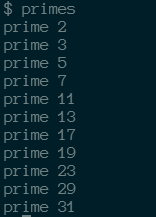 $ primes
prime 2
prime 3
prime 5
prime 7
prime 11
prime 13
prime 17
prime 19
prime 23
prime 29
prime 31